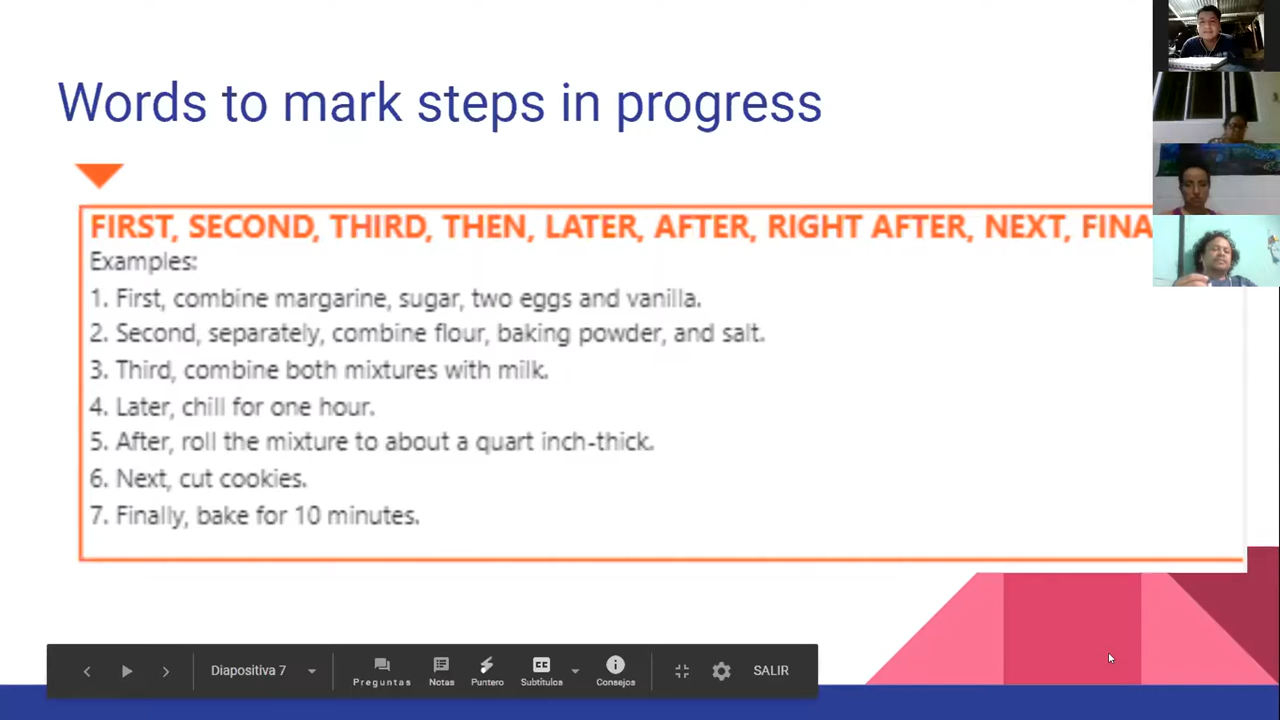 Words to mark steps in progress
FIRST, SECOND, THIRD, THEN, LATER, AFTER, RIGHT AFTER, NEXT, FINA
Examples:
1. First, combine margarine, sugar, two eggs and vanilla.
2. Second, separately, combine flour, baking powder, and salt.
3. Third, combine both mixtures with milk.
4. Later, chill for one hour.
5. After, roll the mixture to about a quart inch-thick.
6. Next, cut cookies.
7. Finally, bake for 10 minutes.
Diapositiva 7
Preguntas
Notas
Puntero
CC
Subtítulos
Consejos
SALIR